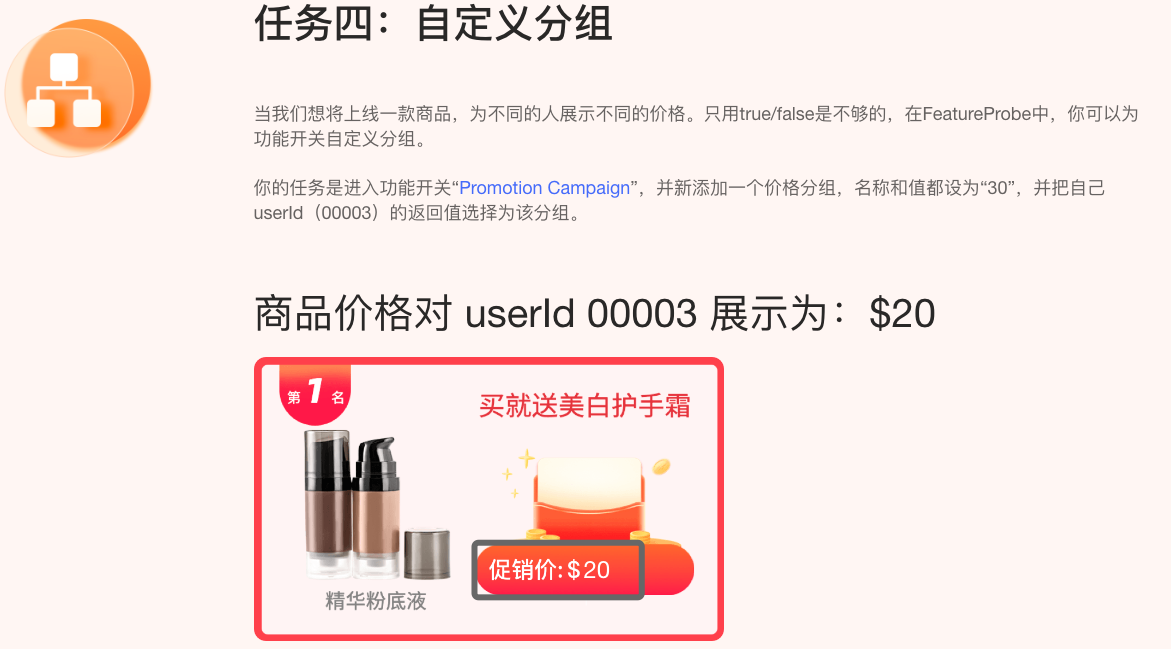 任务四：自定义分组
当我们想将上线一款商品，为不同的人展示不同的价格。只用true/false是不够的，在FeatureProbe中，你可以为
功能开关自定义分组。
你的任务是进入功能开关“Promotion Campaign”，并新添加一个价格分组，名称和值都设为“30”，并把自己
userId（00003）的返回值选择为该分组。
商品价格对 userId 00003 展示为：$20
第 1 名
买就送美白护手霜
促销价:$20
精华粉底液